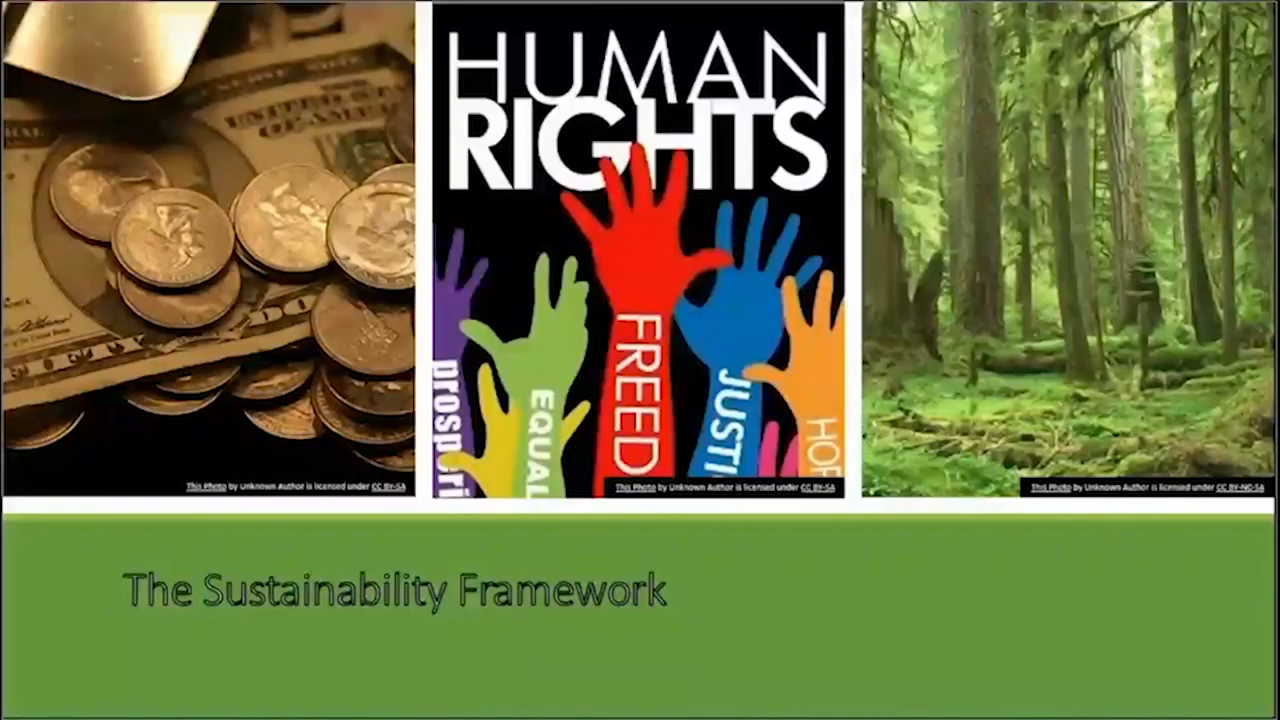 HUMAN
RIGHTS
prosperi
EQUAL
FREED
JUSTI
HOP
This Photo by Unknown Author is licensed under CC BY-SA
This Photo by Unknown Author is licensed under CC BY-SA
This Photo by Unknown Author is licensed under CC BY-NC-SA
The Sustainability Framework